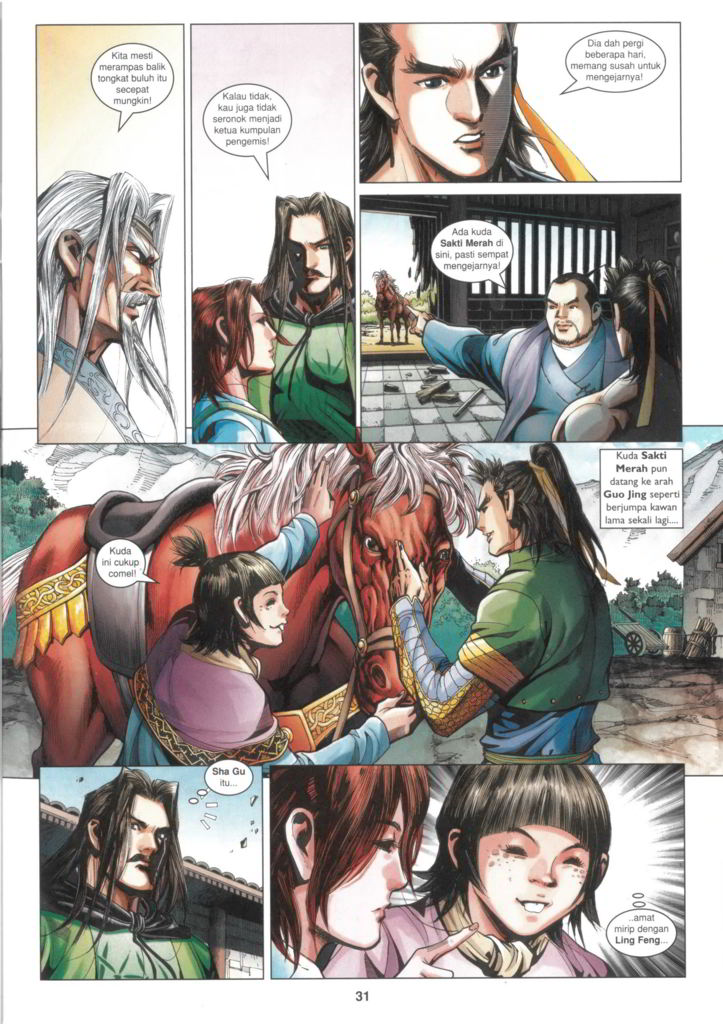 Kita mesti
merampas balik
tongkat buluh itu
secepat
mungkin!
Kalau tidak,
kau juga tidak
seronok menjadi
ketua kumpulan
pengemis!
Dia dah pergi
beberapa hari,
memang susah untuk
mengejarnya!
Ada kuda
Sakti Merah di
sini, pasti sempat
mengejarnya!
Kuda Sakti
Merah pun
datang ke arah
Guo Jing seperti
berjumpa kawan
lama sekali lagi....
Kuda
ini cukup
comel!
Sha Gu
itu...
..amat
mirip dengan
Ling Feng...
31